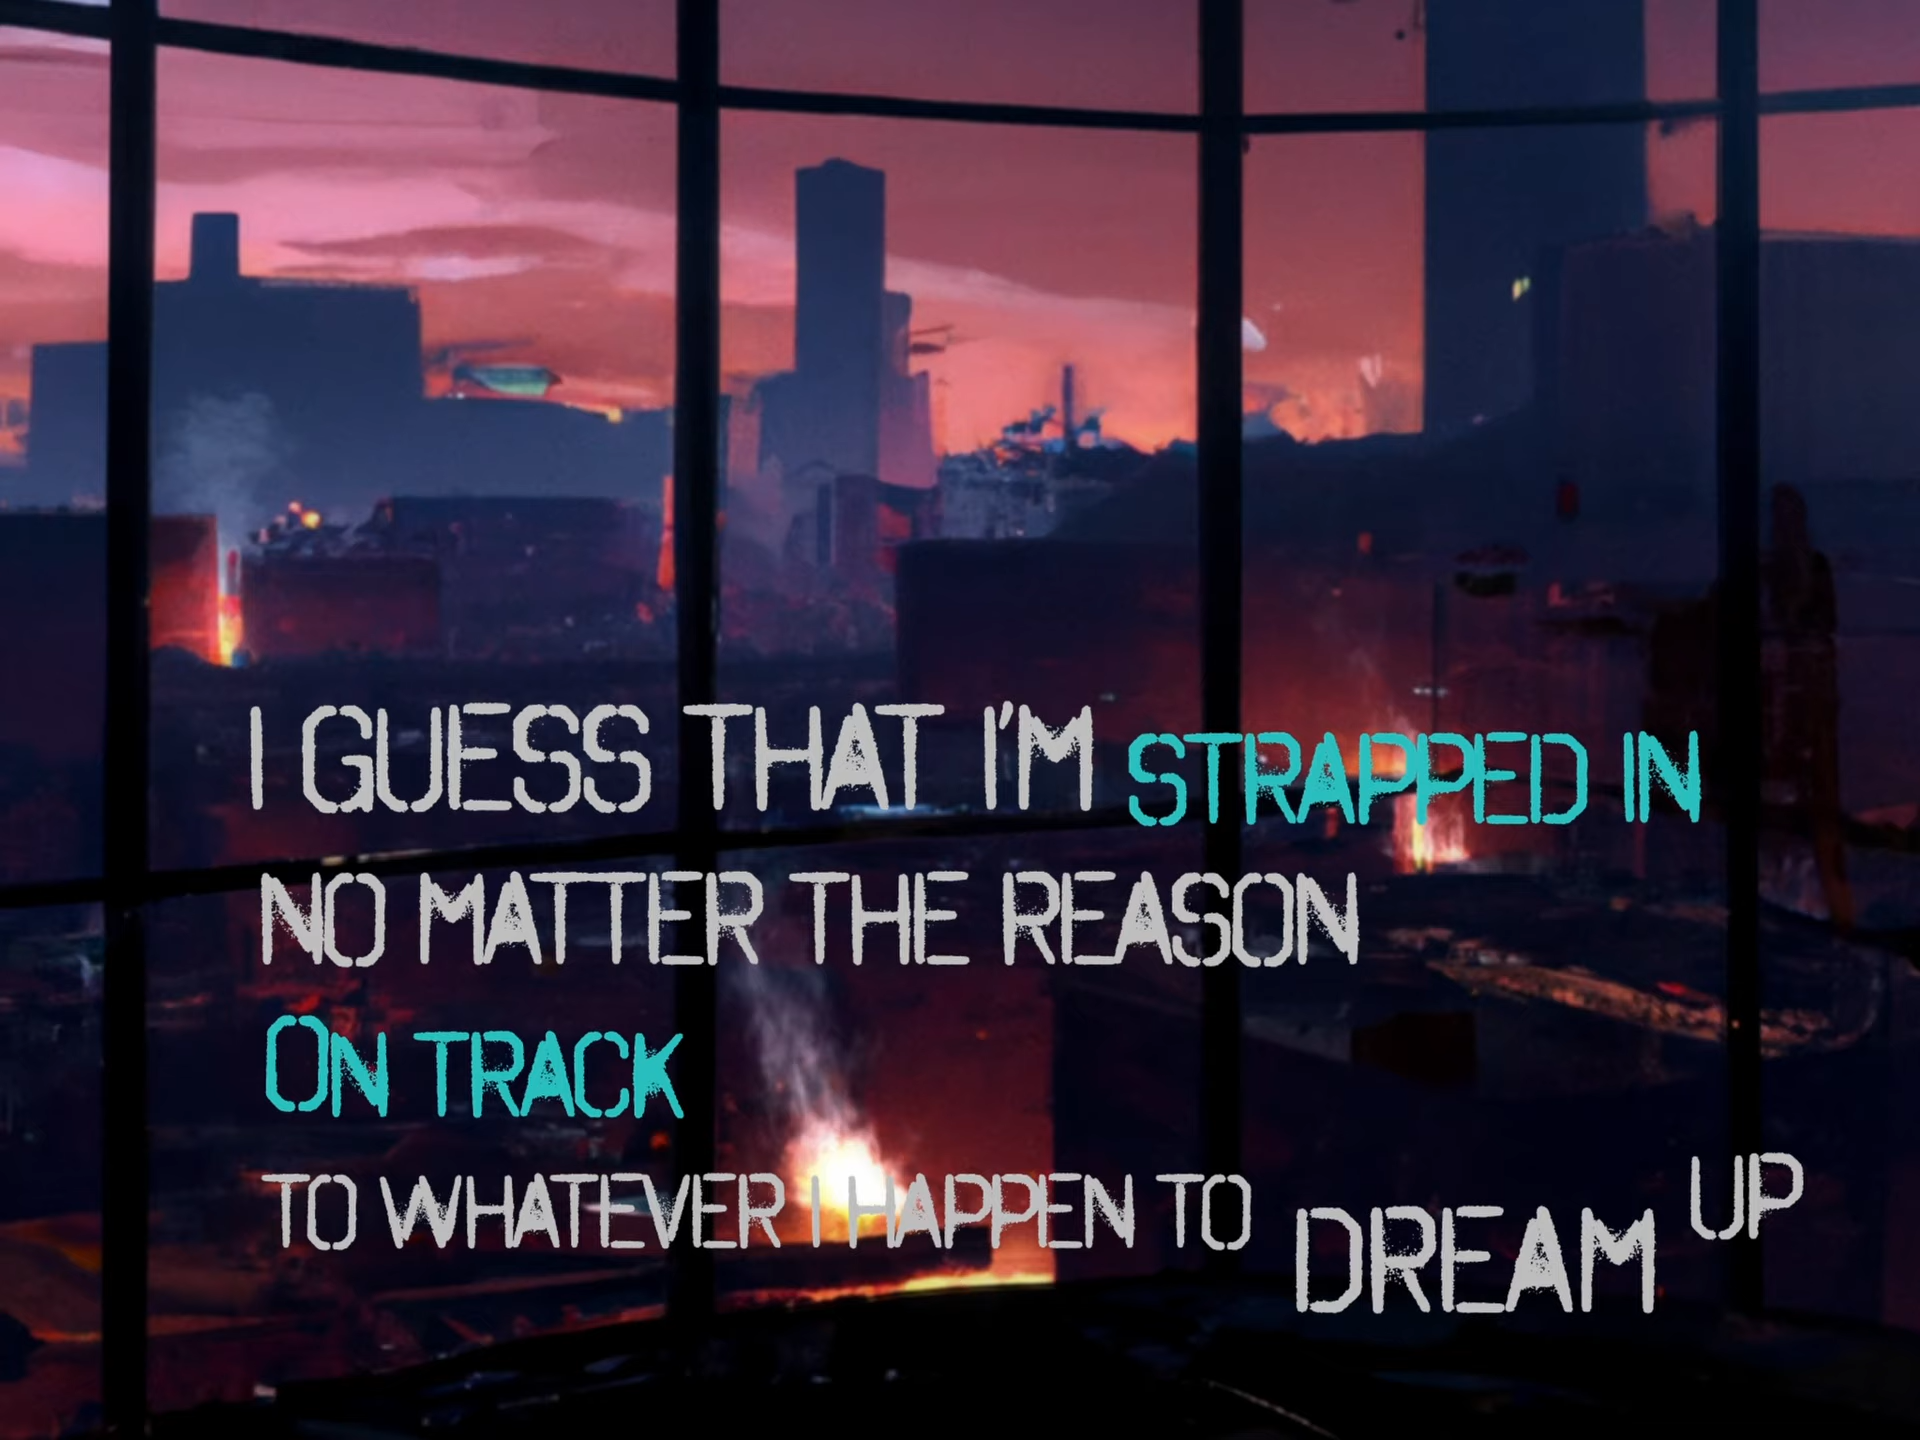 I GUESS THAT I'M STRAPPED IN
NO MATTER THE REASON
ON TRACK
TO WHATEVER I HAPPEN TO DREAM UP